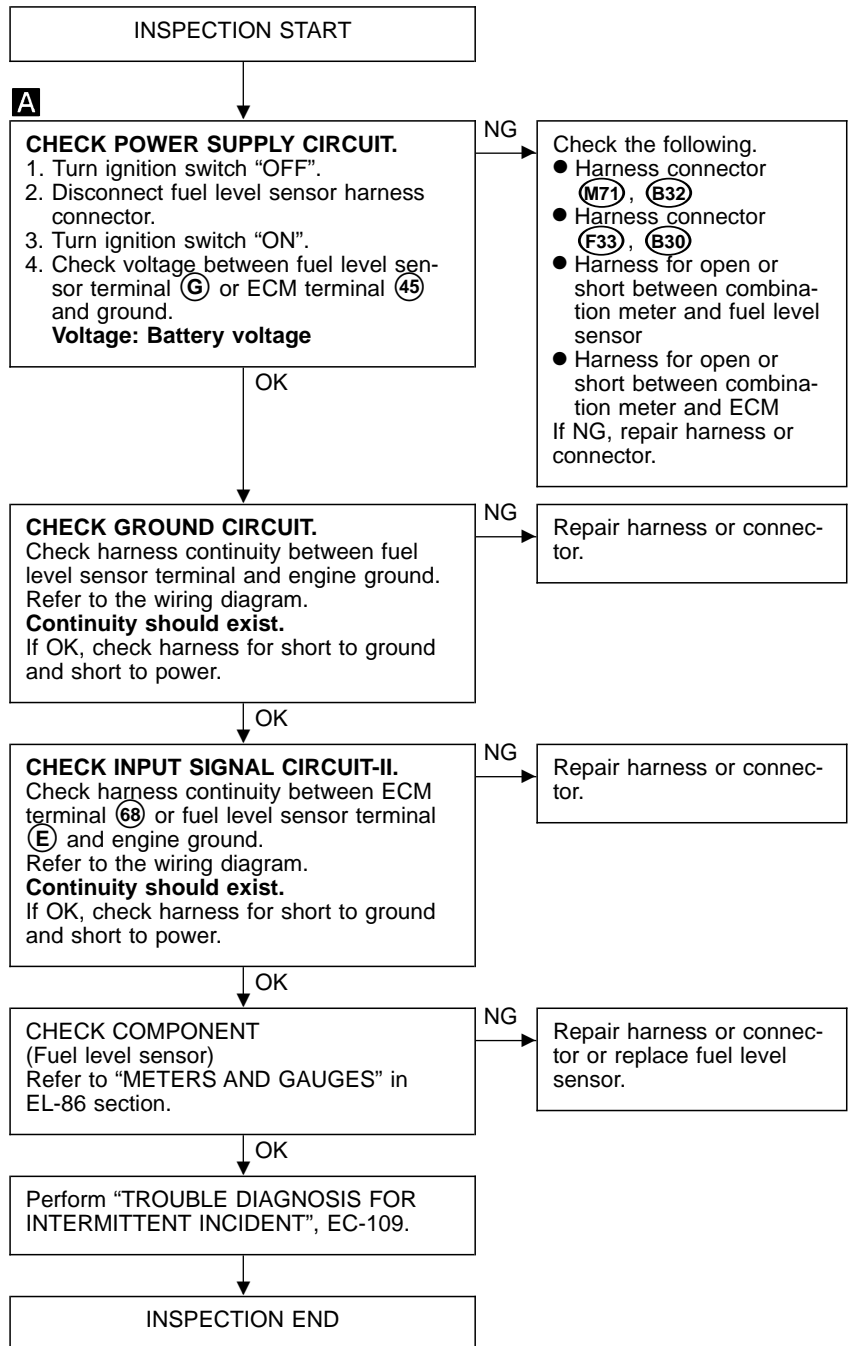 INSPECTION START
A
CHECK POWER SUPPLY CIRCUIT.
1. Turn ignition switch “OFF”.
2. Disconnect fuel level sensor harness
connector.
3. Turn ignition switch “ON”.
4. Check voltage between fuel level sen-
sor terminal G or ECM terminal 45
and ground.
Voltage: Battery voltage
NG
Check the following.
● Harness connector
M71 , B32
● Harness connector
F33 , B30
● Harness for open or
short between combina-
tion meter and fuel level
sensor
● Harness for open or
short between combina-
tion meter and ECM
If NG, repair harness or
connector.
OK
CHECK GROUND CIRCUIT.
Check harness continuity between fuel
level sensor terminal and engine ground.
Refer to the wiring diagram.
Continuity should exist.
If OK, check harness for short to ground
and short to power.
NG
Repair harness or connec-
tor.
OK
CHECK INPUT SIGNAL CIRCUIT-II.
Check harness continuity between ECM
terminal 68 or fuel level sensor terminal
E and engine ground.
Refer to the wiring diagram.
Continuity should exist.
If OK, check harness for short to ground
and short to power.
NG
Repair harness or connec-
tor.
OK
CHECK COMPONENT
(Fuel level sensor)
Refer to “METERS AND GAUGES” in
EL-86 section.
NG
Repair harness or connec-
tor or replace fuel level
sensor.
OK
Perform “TROUBLE DIAGNOSIS FOR
INTERMITTENT INCIDENT”, EC-109.
INSPECTION END